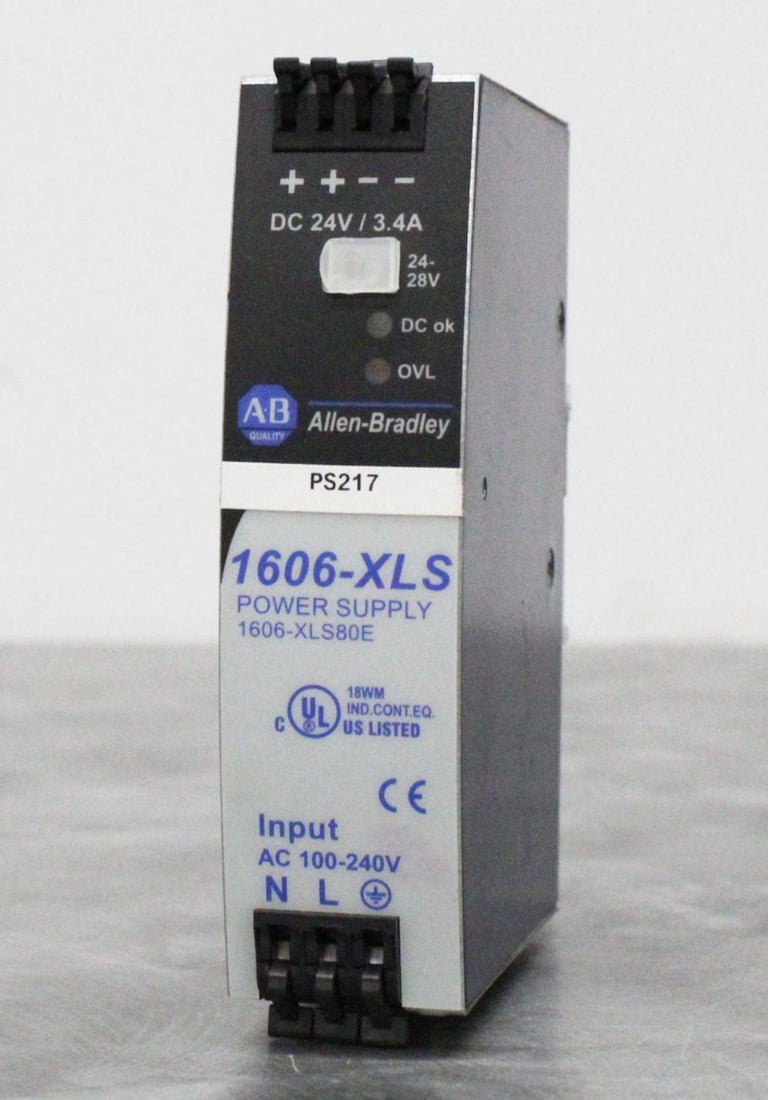 + + − −
DC 24V / 3.4A
24-
28V
DC ok
OVL
A-B
QUALITY
Allen-Bradley
PS217
1606-XLS
POWER SUPPLY
1606-XLS80E
C UL ®
18WM
IND.CONT.EQ.
US LISTED
CE
Input
AC 100-240V
N L